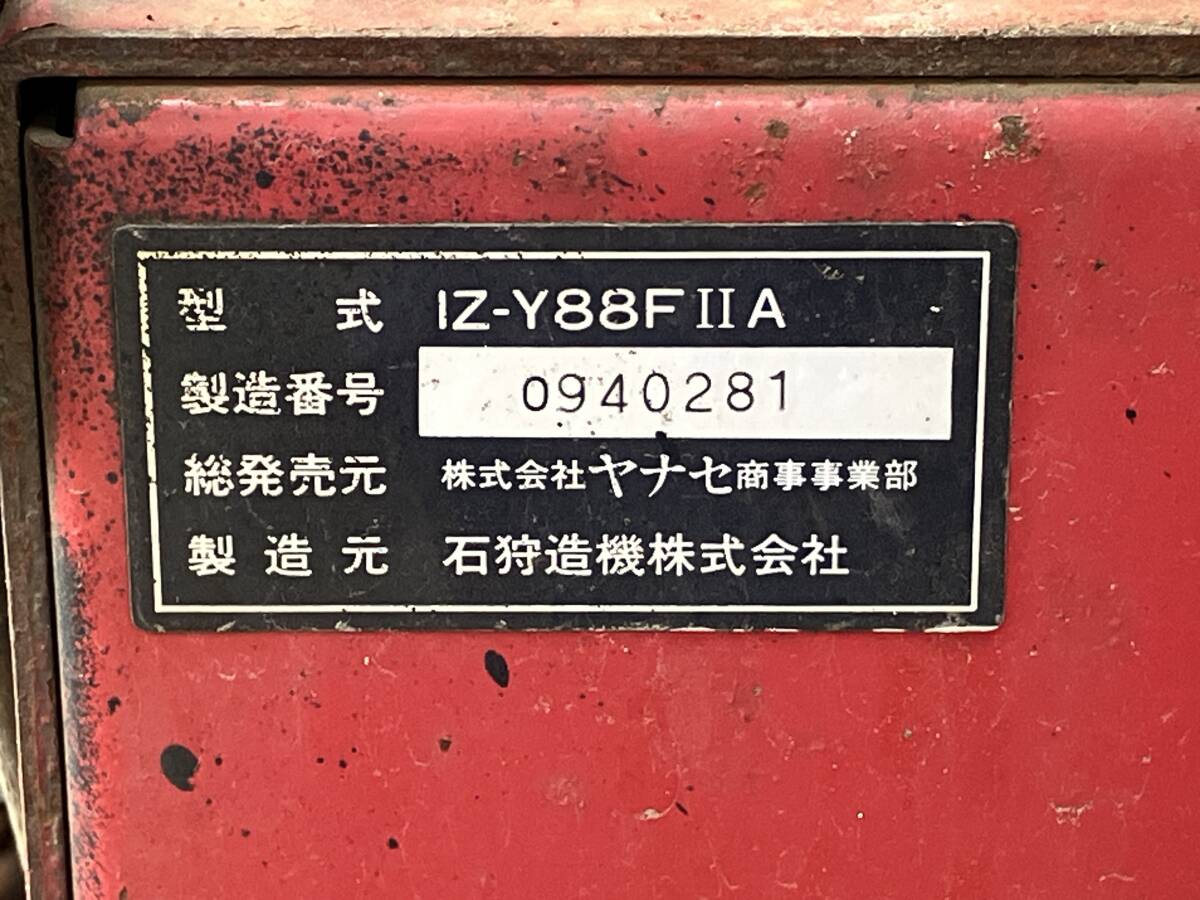 型式 IZ-Y88FⅡA
製造番号 0940281
総発売元 株式会社ヤナセ商事事業部
製造元 石狩造機株式会社